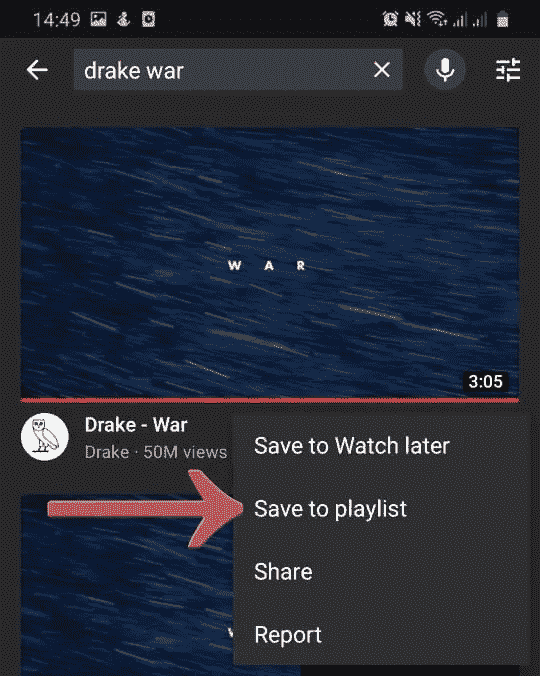 14:49
drake war
W A R
3:05
Drake - War
Drake · 50M views
Save to Watch later
Save to playlist
Share
Report